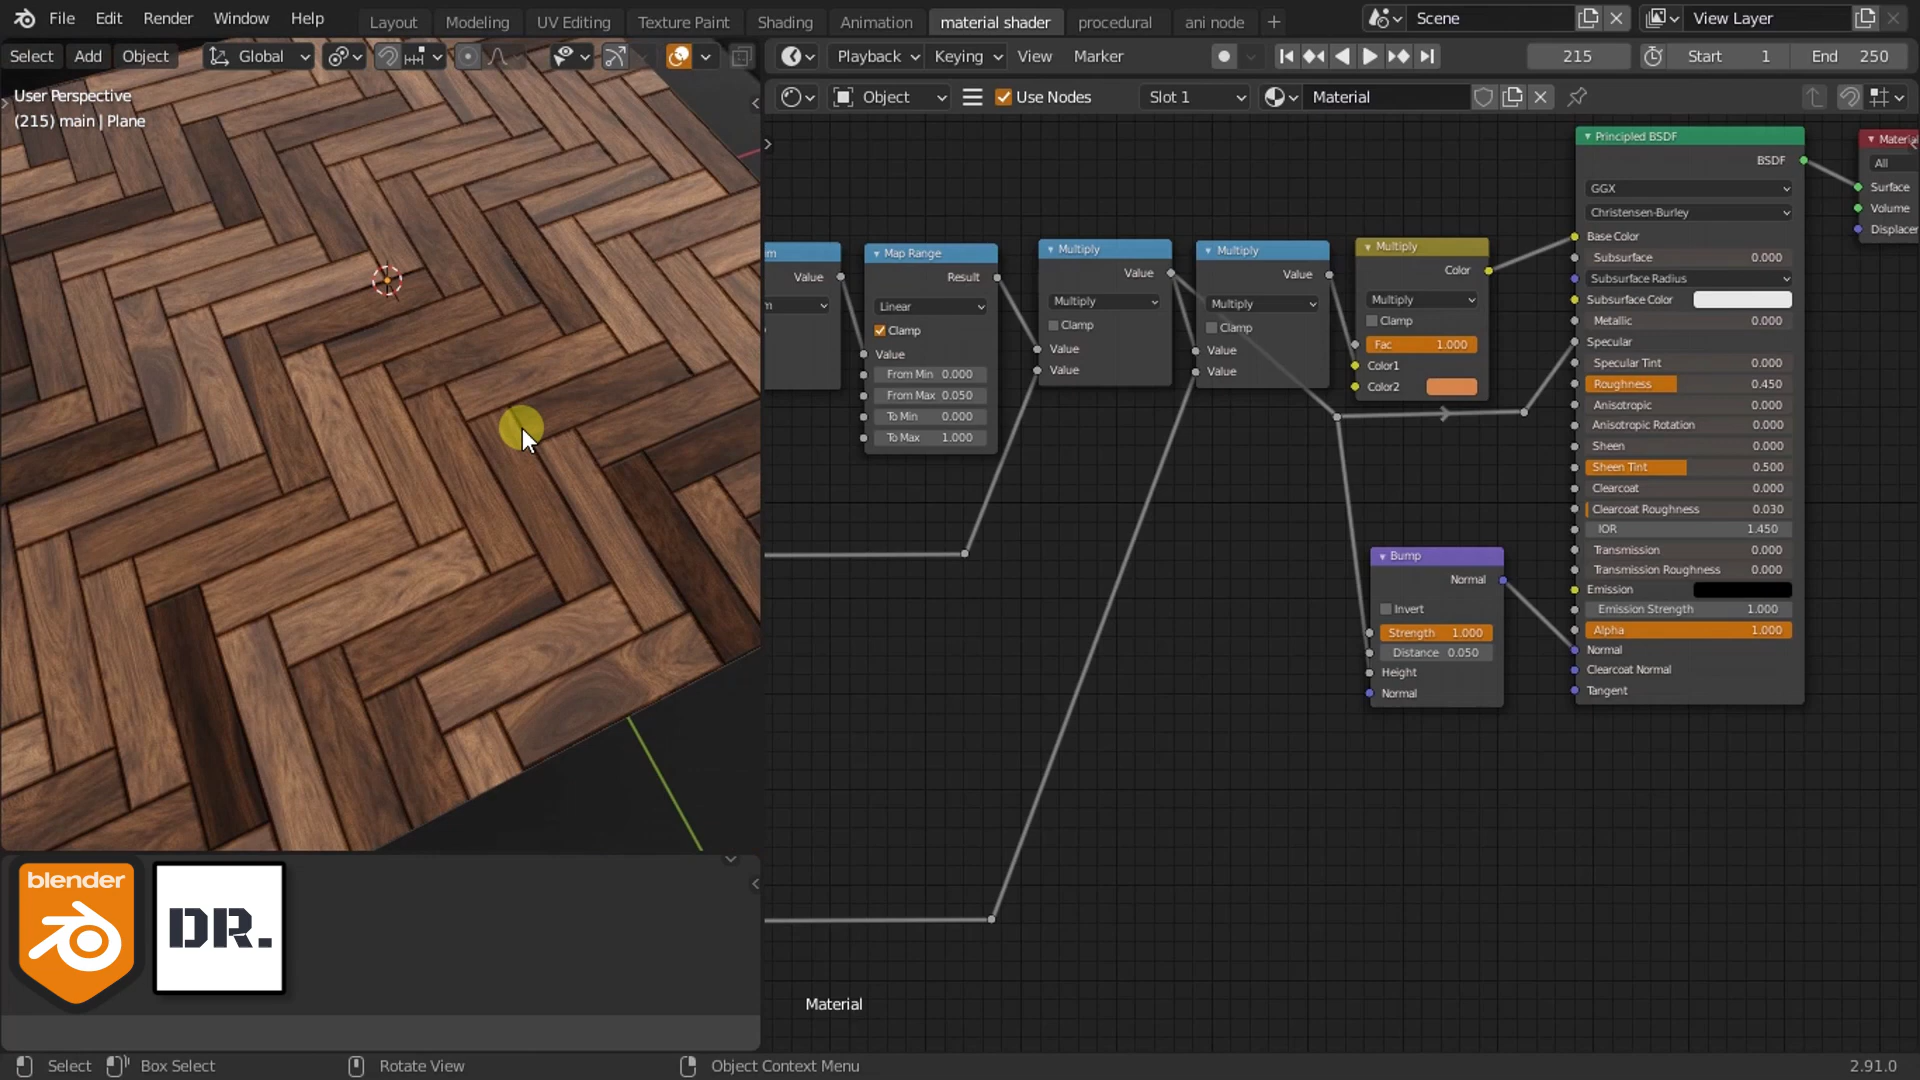 File Edit Render Window Help Layout Modeling UV Editing Texture Paint Shading Animation material shader procedural ani node + Scene View Layer
Select Add Object Global Playback Keying View Marker 215 Start 1 End 250
Object Use Nodes Slot 1 Material
User Perspective
(215) main | Plane
m
Value
m
Map Range
Result
Linear
Clamp
Value
From Min 0.000
From Max 0.050
To Min 0.000
To Max 1.000
Multiply
Value
Multiply
Clamp
Value
Value
Multiply
Value
Multiply
Clamp
Value
Value
Multiply
Color
Multiply
Clamp
Fac 1.000
Color1
Color2
Bump
Normal
Invert
Strength 1.000
Distance 0.050
Height
Normal
Principled BSDF
BSDF
GGX
Christensen-Burley
Base Color
Subsurface 0.000
Subsurface Radius
Subsurface Color
Metallic 0.000
Specular
Specular Tint 0.000
Roughness 0.450
Anisotropic 0.000
Anisotropic Rotation 0.000
Sheen 0.000
Sheen Tint 0.500
Clearcoat 0.000
Clearcoat Roughness 0.030
IOR 1.450
Transmission 0.000
Transmission Roughness 0.000
Emission
Emission Strength 1.000
Alpha 1.000
Normal
Clearcoat Normal
Tangent
Material
All
Surface
Volume
Displacer
blender
DR.
Material
Select Box Select Rotate View Object Context Menu 2.91.0